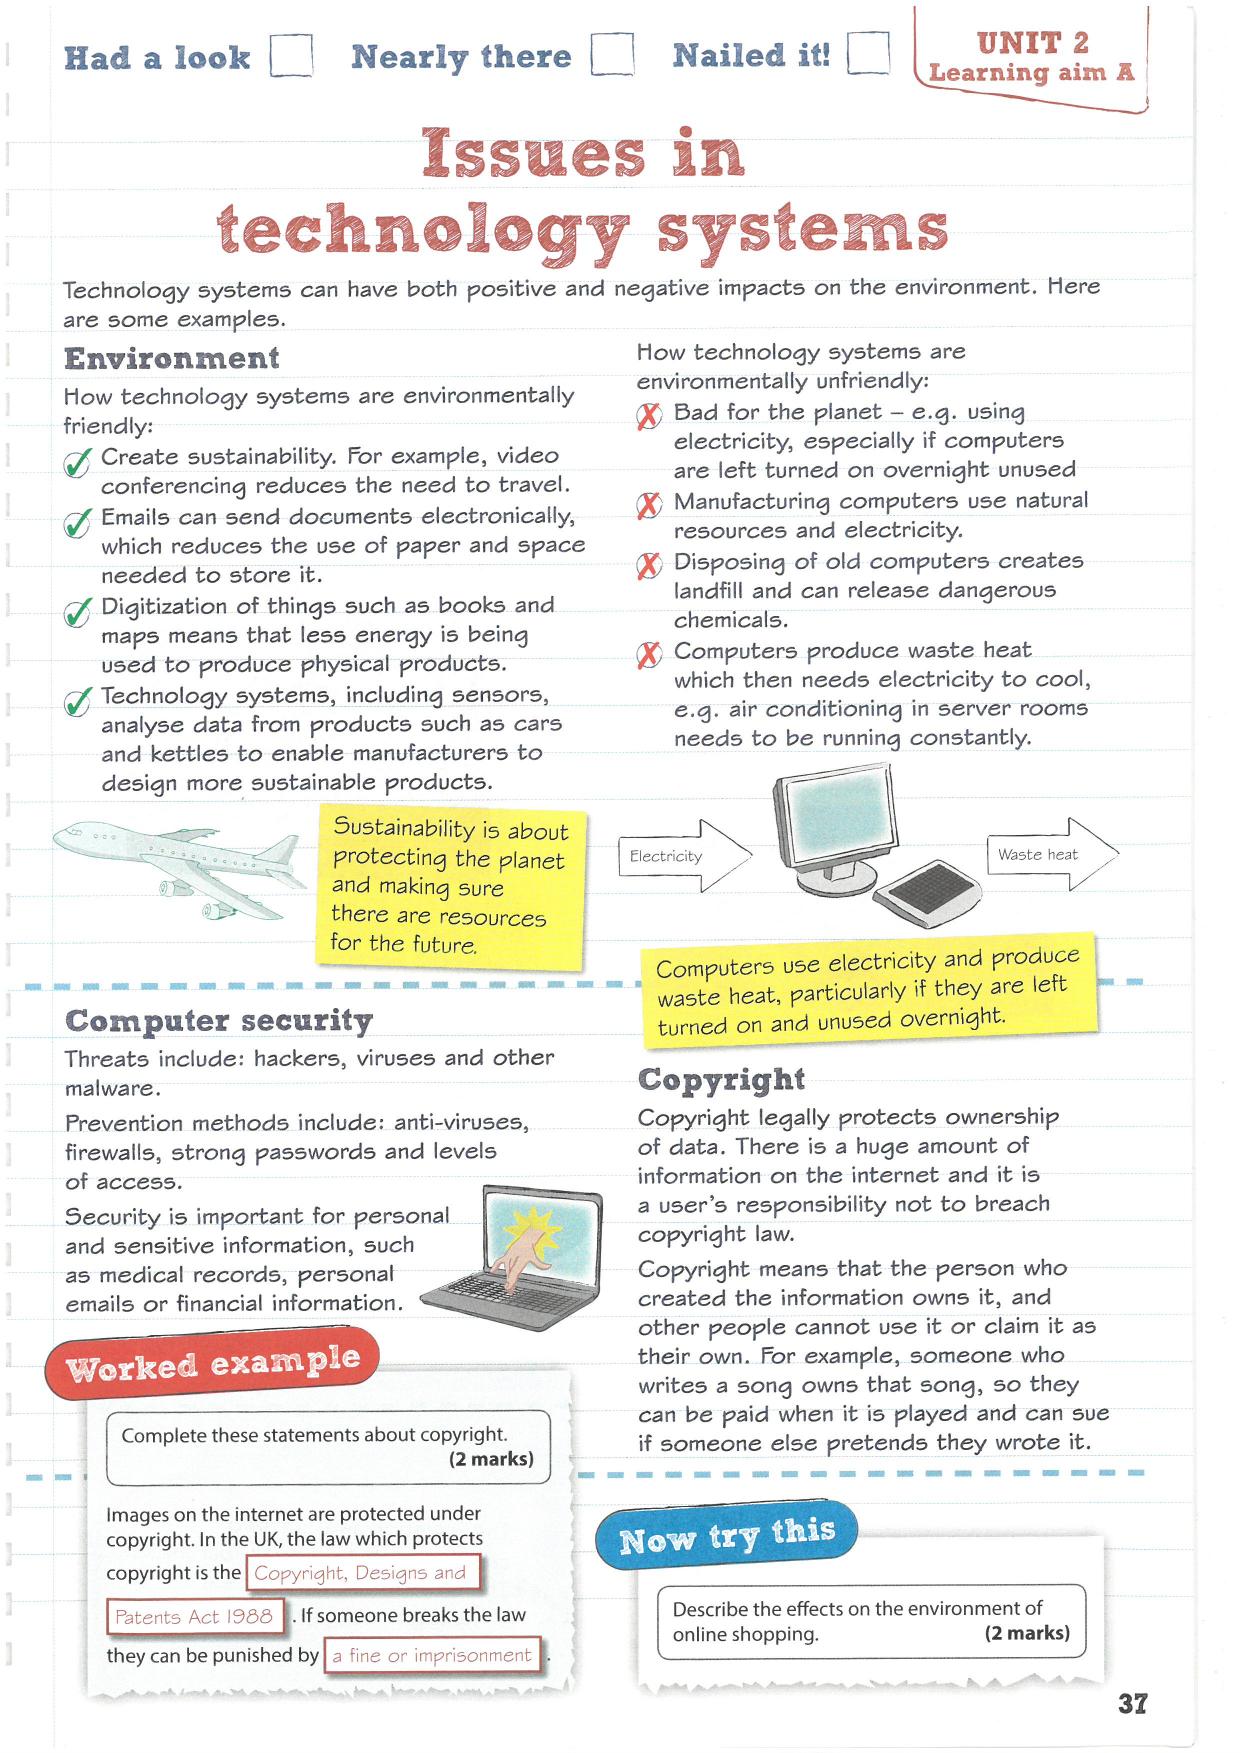 Had a look Nearly there Nailed it!
UNIT 2
Learning aim A
Issues in
technology systems
Technology systems can have both positive and negative impacts on the environment. Here
are some examples.
Environment
How technology systems are environmentally
friendly:
Create sustainability. For example, video
conferencing reduces the need to travel.
Emails can send documents electronically,
which reduces the use of paper and space
needed to store it.
Digitization of things such as books and
maps means that less energy is being
used to produce physical products.
Technology systems, including sensors,
analyse data from products such as cars
and kettles to enable manufacturers to
design more sustainable products.
Sustainability is about
protecting the planet
and making sure
there are resources
for the future.
How technology systems are
environmentally unfriendly:
Bad for the planet – e.g. using
electricity, especially if computers
are left turned on overnight unused
Manufacturing computers use natural
resources and electricity.
Disposing of old computers creates
landfill and can release dangerous
chemicals.
Computers produce waste heat
which then needs electricity to cool,
e.g. air conditioning in server rooms
needs to be running constantly.
Electricity
Waste heat
Computers use electricity and produce
waste heat, particularly if they are left
turned on and unused overnight.
Computer security
Threats include: hackers, viruses and other
malware.
Prevention methods include: anti-viruses,
firewalls, strong passwords and levels
of access.
Security is important for personal
and sensitive information, such
as medical records, personal
emails or financial information.
Copyright
Copyright legally protects ownership
of data. There is a huge amount of
information on the internet and it is
a user's responsibility not to breach
copyright law.
Copyright means that the person who
created the information owns it, and
other people cannot use it or claim it as
their own. For example, someone who
writes a song owns that song, so they
can be paid when it is played and can sue
if someone else pretends they wrote it.
Worked example
Complete these statements about copyright.
(2 marks)
Images on the internet are protected under
copyright. In the UK, the law which protects
copyright is the Copyright, Designs and
Patents Act 1988 . If someone breaks the law
they can be punished by a fine or imprisonment .
Now try this
Describe the effects on the environment of
online shopping. (2 marks)
37